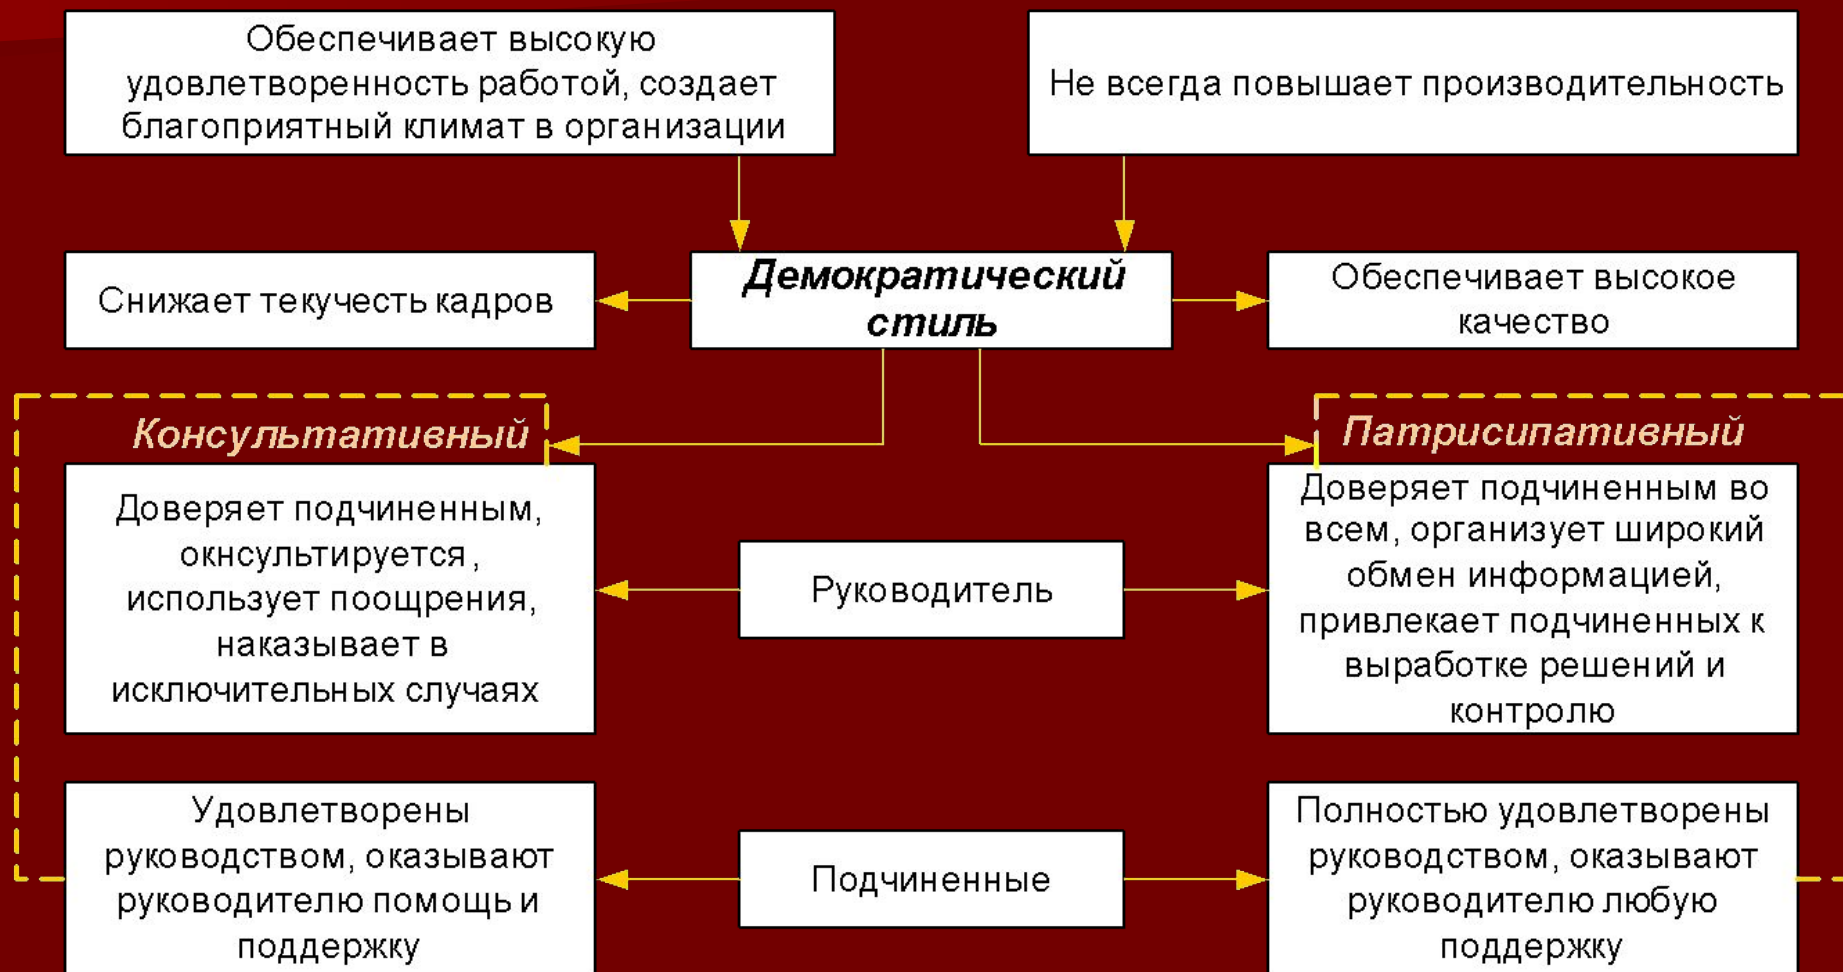 Обеспечивает высокую
удовлетворенность работой, создает
благоприятный климат в организации
Не всегда повышает производительность
Снижает текучесть кадров
Демократический
стиль
Обеспечивает высокое
качество
Консультативный
Патрисипативный
Доверяет подчиненным,
окнсультируется,
использует поощрения,
наказывает в
исключительных случаях
Руководитель
Доверяет подчиненным во
всем, организует широкий
обмен информацией,
привлекает подчиненных к
выработке решений и
контролю
Удовлетворены
руководством, оказывают
руководителю помощь и
поддержку
Подчиненные
Полностью удовлетворены
руководством, оказывают
руководителю любую
поддержку